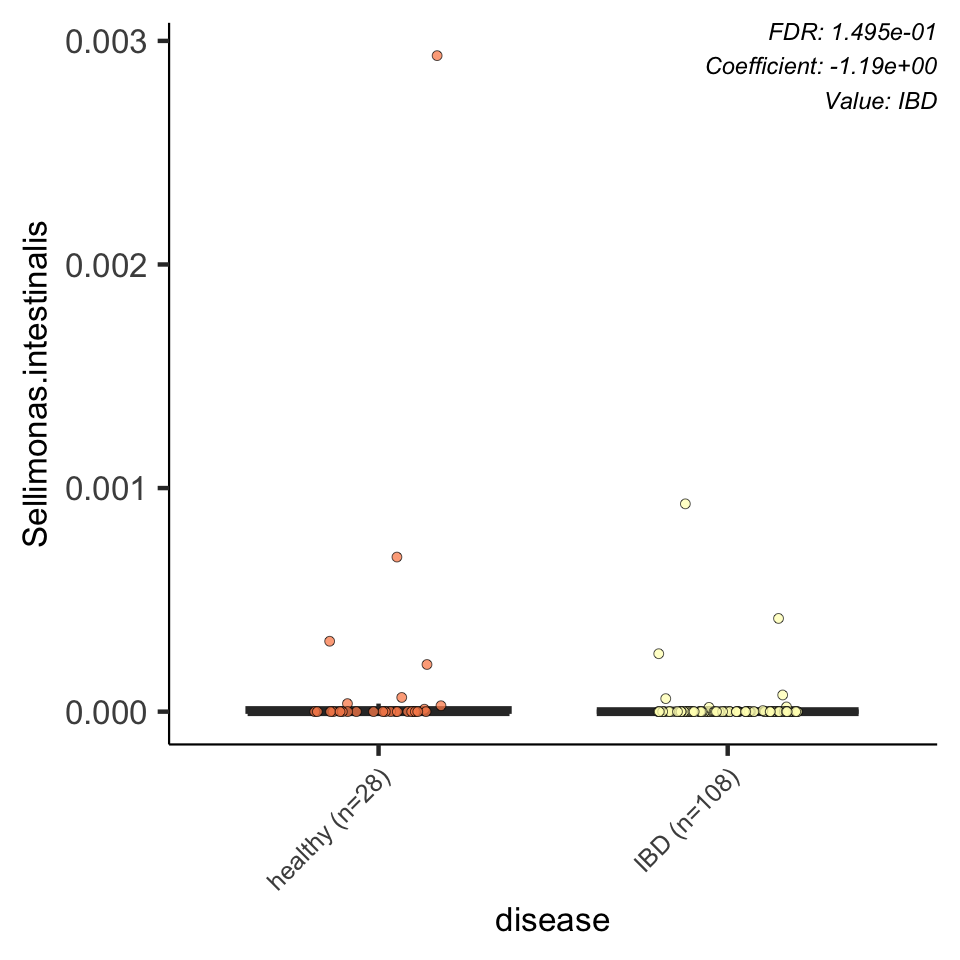 FDR: 1.495e-01
Coefficient: -1.19e+00
Value: IBD
Sellimonas.intestinalis
0.003
0.002
0.001
0.000
healthy (n=28)
IBD (n=108)
disease